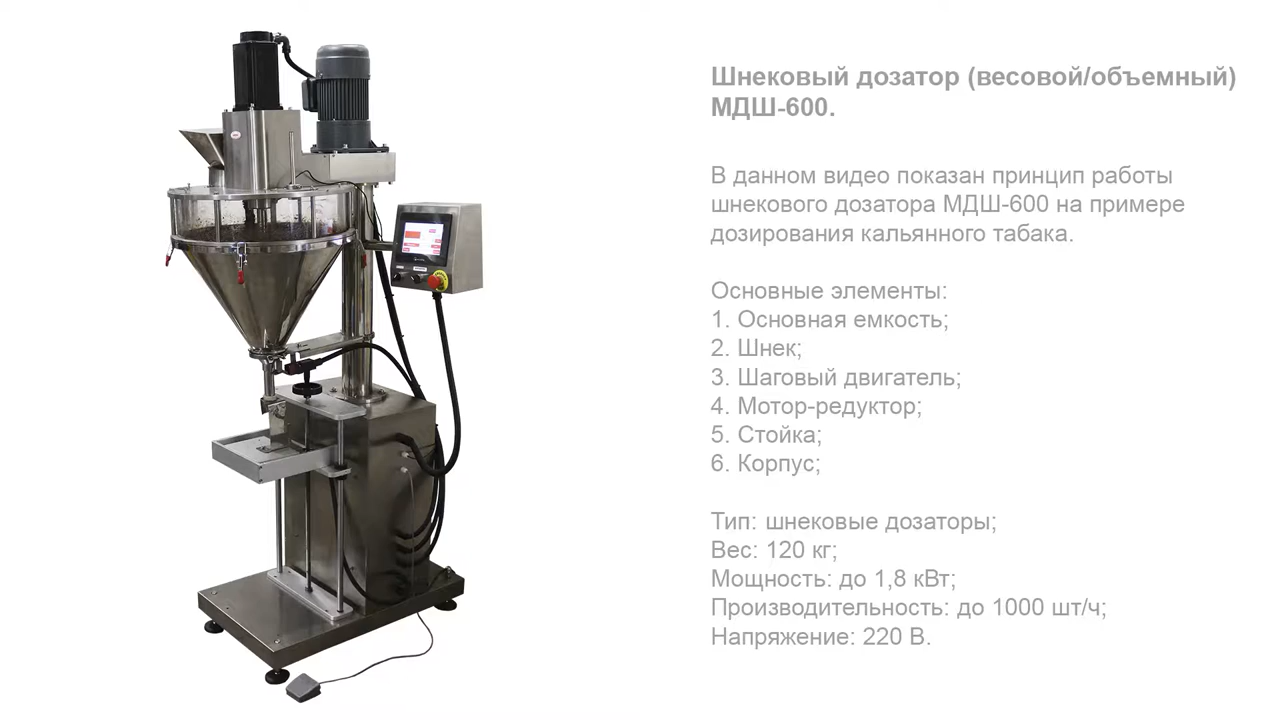 Шнековый дозатор (весовой/объемный)
МДШ-600.
В данном видео показан принцип работы
шнекового дозатора МДШ-600 на примере
дозирования кальянного табака.
Основные элементы:
1. Основная емкость;
2. Шнек;
3. Шаговый двигатель;
4. Мотор-редуктор;
5. Стойка;
6. Корпус;
Тип: шнековые дозаторы;
Вес: 120 кг;
Мощность: до 1,8 кВт;
Производительность: до 1000 шт/ч;
Напряжение: 220 В.